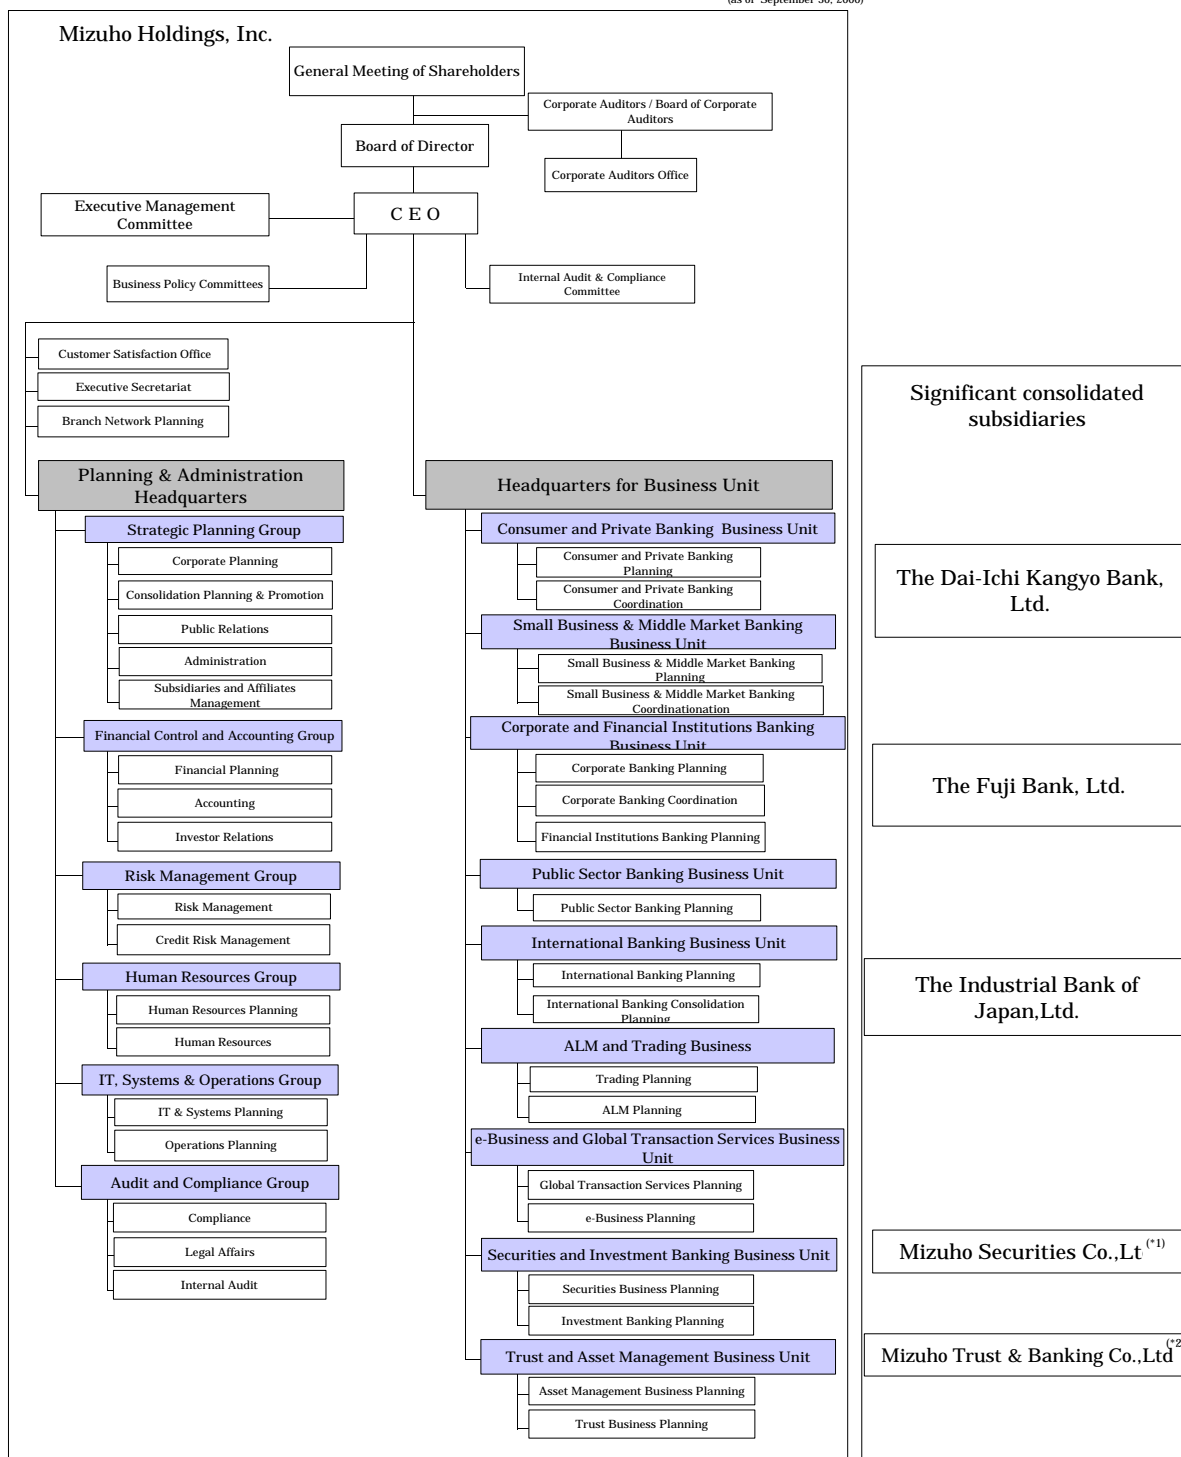 (as of September 30, 2000)
Mizuho Holdings, Inc.
General Meeting of Shareholders
Corporate Auditors / Board of Corporate
Auditors
Board of Director
Corporate Auditors Office
Executive Management
Committee
C E O
Business Policy Committees
Internal Audit & Compliance
Committee
Customer Satisfaction Office
Executive Secretariat
Branch Network Planning
Planning & Administration
Headquarters
Strategic Planning Group
Corporate Planning
Consolidation Planning & Promotion
Public Relations
Administration
Subsidiaries and Affiliates
Management
Financial Control and Accounting Group
Financial Planning
Accounting
Investor Relations
Risk Management Group
Risk Management
Credit Risk Management
Human Resources Group
Human Resources Planning
Human Resources
IT, Systems & Operations Group
IT & Systems Planning
Operations Planning
Audit and Compliance Group
Compliance
Legal Affairs
Internal Audit
Headquarters for Business Unit
Consumer and Private Banking Business Unit
Consumer and Private Banking
Planning
Consumer and Private Banking
Coordination
Small Business & Middle Market Banking
Business Unit
Small Business & Middle Market Banking
Planning
Small Business & Middle Market Banking
Coordinationation
Corporate and Financial Institutions Banking
Business Unit
Corporate Banking Planning
Corporate Banking Coordination
Financial Institutions Banking Planning
Public Sector Banking Business Unit
Public Sector Banking Planning
International Banking Business Unit
International Banking Planning
International Banking Consolidation
Planning
ALM and Trading Business
Trading Planning
ALM Planning
e-Business and Global Transaction Services Business
Unit
Global Transaction Services Planning
e-Business Planning
Securities and Investment Banking Business Unit
Securities Business Planning
Investment Banking Planning
Trust and Asset Management Business Unit
Asset Management Business Planning
Trust Business Planning
Significant consolidated
subsidiaries
The Dai-Ichi Kangyo Bank,
Ltd.
The Fuji Bank, Ltd.
The Industrial Bank of
Japan,Ltd.
Mizuho Securities Co.,Lt (*1)
Mizuho Trust & Banking Co.,Ltd (*2